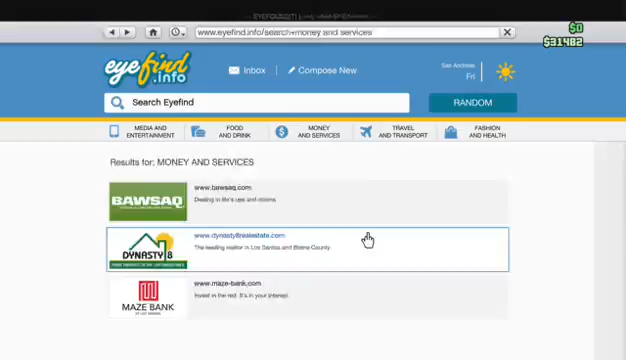 $0
www.eyefind.info/search=money and services
$31482
eyefind
.info
Inbox
Compose New
San Andreas
Fri
Search Eyefind
RANDOM
MEDIA AND
ENTERTAINMENT
FOOD
AND DRINK
MONEY
AND SERVICES
TRAVEL
AND TRANSPORT
FASHION
AND HEALTH
Results for: MONEY AND SERVICES
BAWSAQ
www.bawsaq.com
Dealing in life's ups and downs
DYNASTY 8
www.dynasty8realestate.com
The leading realtor in Los Santos and Blaine County
MAZE BANK
OF LOS SANTOS
www.maze-bank.com
Invest in the red. It's in your interest.